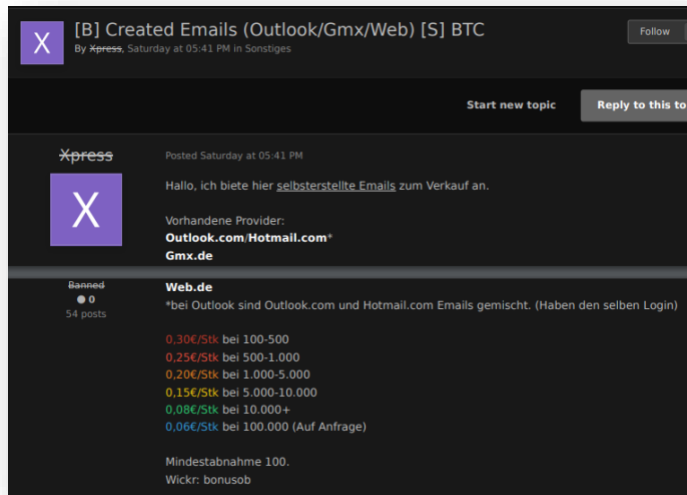 X
[B] Created Emails (Outlook/Gmx/Web) [S] BTC
By Xpress, Saturday at 05:41 PM in Sonstiges
Follow
Start new topic
Reply to this to
Xpress
Posted Saturday at 05:41 PM
X
Hallo, ich biete hier selbsterstellte Emails zum Verkauf an.
Vorhandene Provider:
Outlook.com/Hotmail.com*
Gmx.de
Banned
0
54 posts
Web.de
*bei Outlook sind Outlook.com und Hotmail.com Emails gemischt. (Haben den selben Login)
0,30€/Stk bei 100-500
0,25€/Stk bei 500-1.000
0,20€/Stk bei 1.000-5.000
0,15€/Stk bei 5.000-10.000
0,08€/Stk bei 10.000+
0,06€/Stk bei 100.000 (Auf Anfrage)
Mindestabnahme 100.
Wickr: bonusob